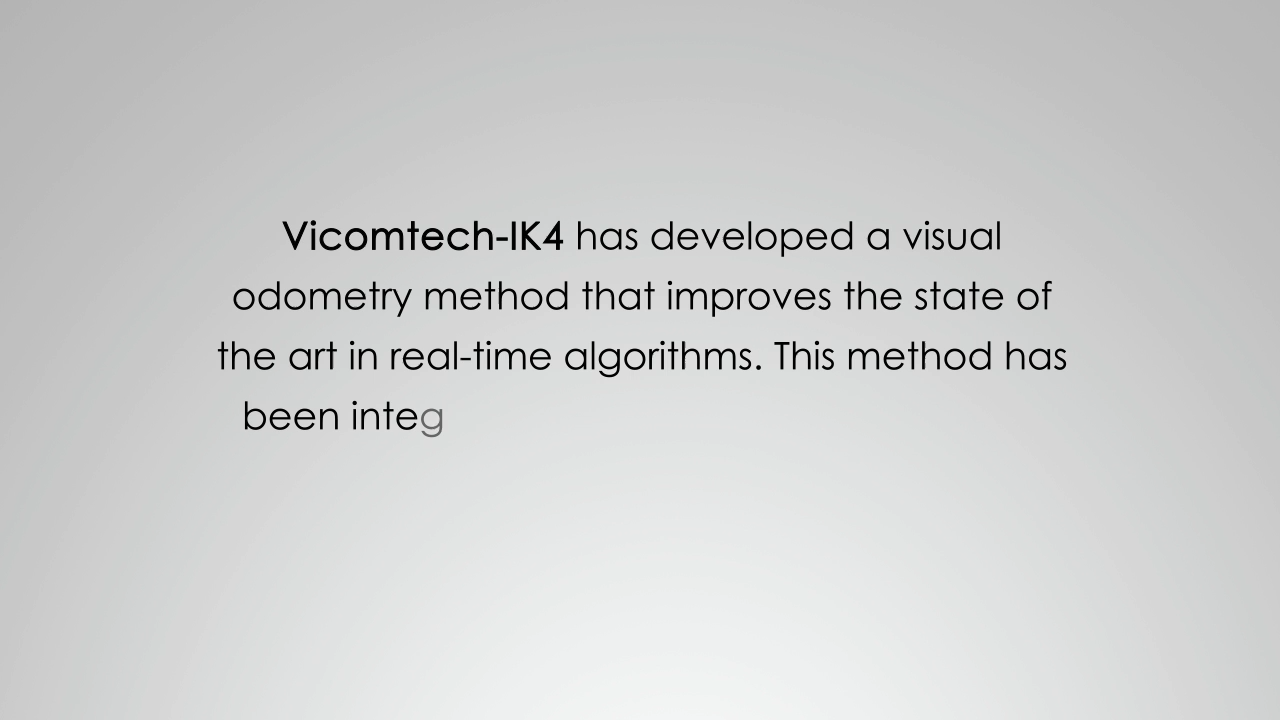 Vicomtech-IK4 has developed a visual
odometry method that improves the state of
the art in real-time algorithms. This method has
been integ